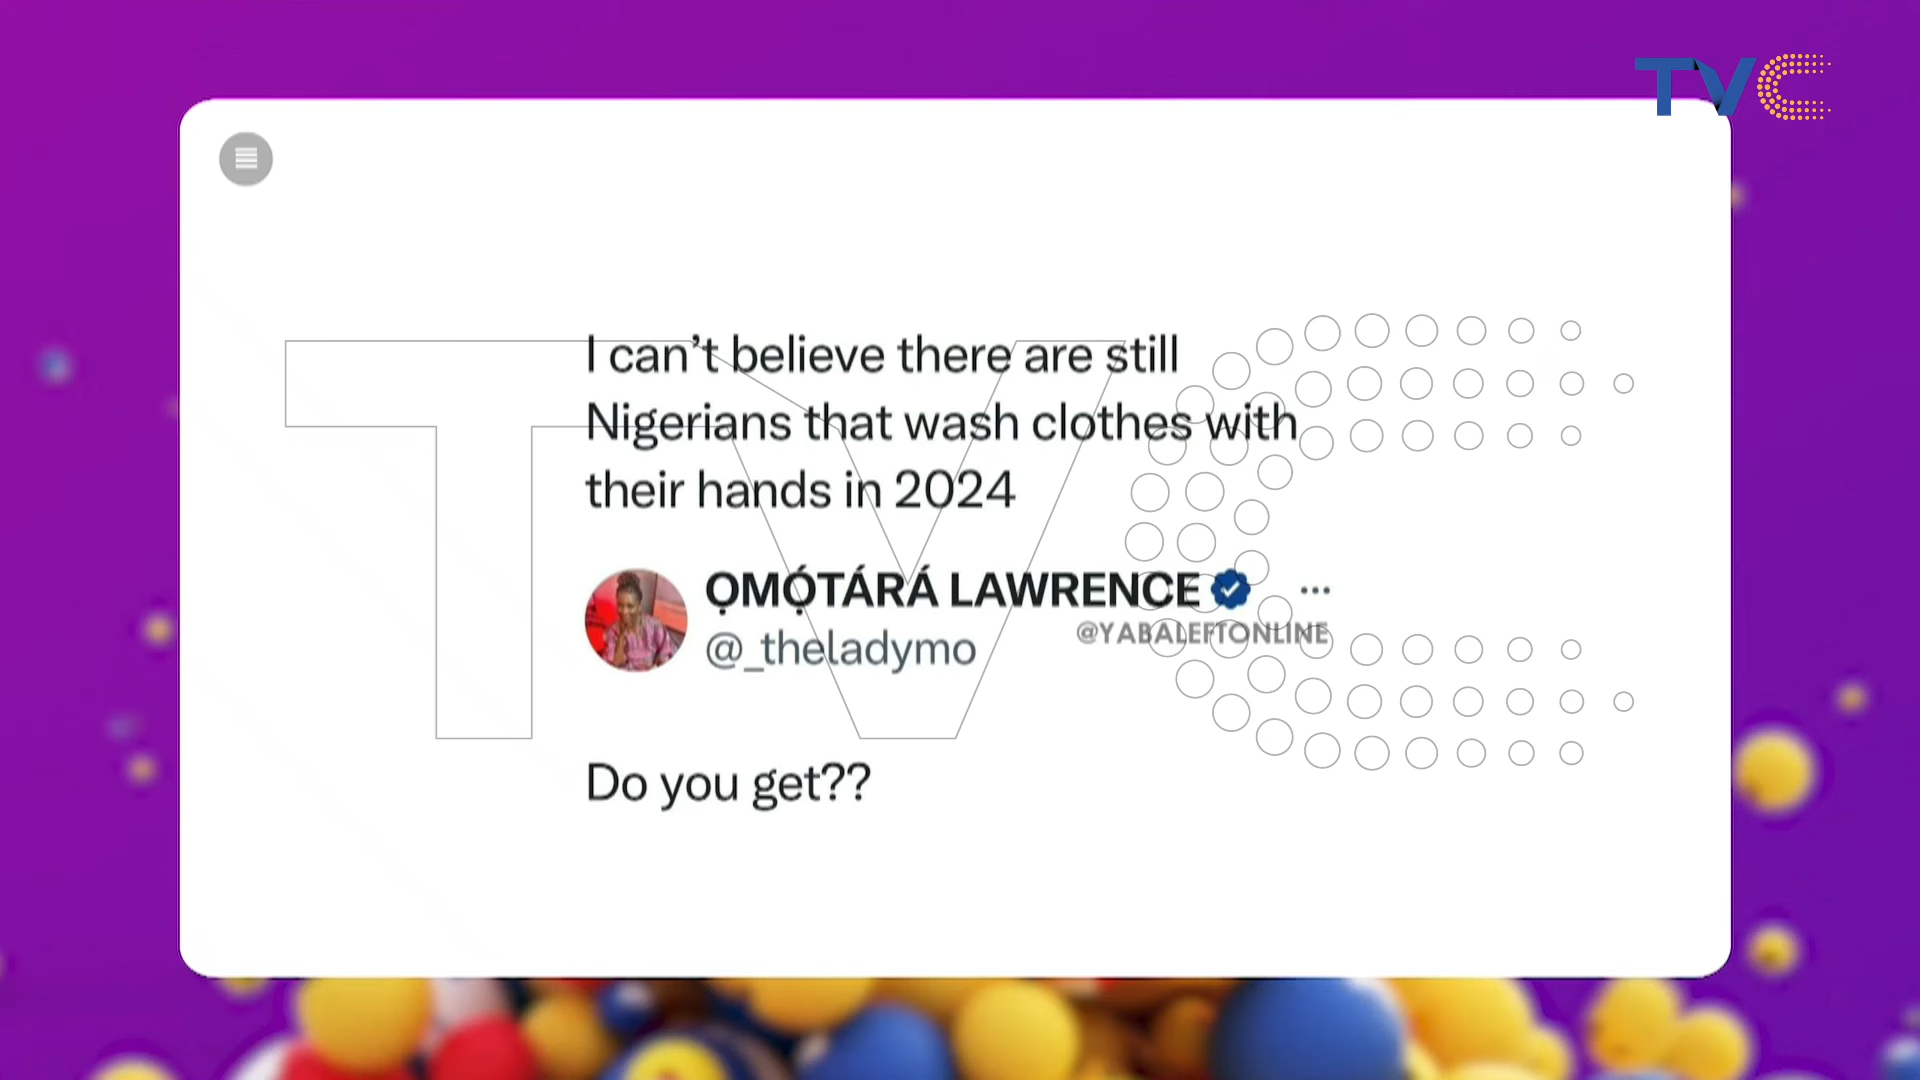 TVC
I can’t believe there are still
Nigerians that wash clothes with
their hands in 2024
ỌMỌ́TÁRÁ LAWRENCE
@_theladymo
@YABALEFTONLINE
Do you get??
TVC